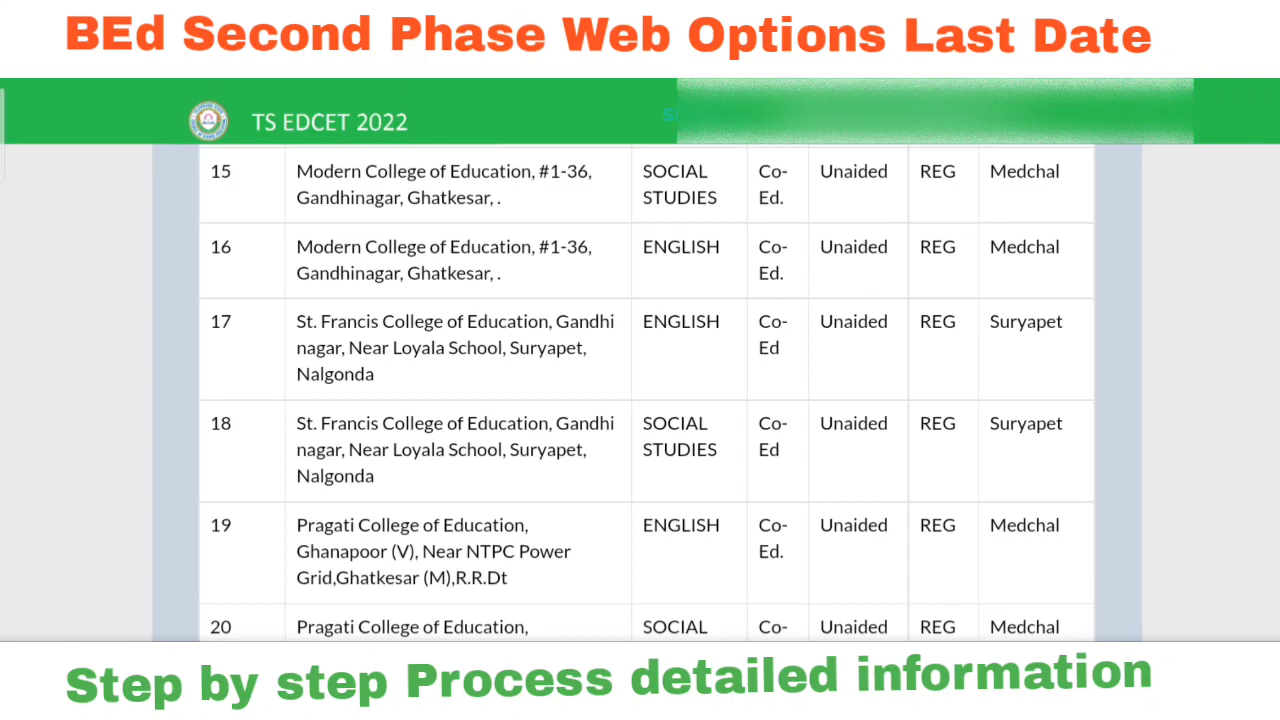 BEd Second Phase Web Options Last Date
TS EDCET 2022
15 Modern College of Education, #1-36, SOCIAL Co- Unaided REG Medchal
Gandhinagar, Ghatkesar, . STUDIES Ed.
16 Modern College of Education, #1-36, ENGLISH Co- Unaided REG Medchal
Gandhinagar, Ghatkesar, . Ed.
17 St. Francis College of Education, Gandhi ENGLISH Co- Unaided REG Suryapet
nagar, Near Loyala School, Suryapet, Ed
Nalgonda
18 St. Francis College of Education, Gandhi SOCIAL Co- Unaided REG Suryapet
nagar, Near Loyala School, Suryapet, STUDIES Ed
Nalgonda
19 Pragati College of Education, ENGLISH Co- Unaided REG Medchal
Ghanapoor (V), Near NTPC Power Ed.
Grid,Ghatkesar (M),R.R.Dt
20 Pragati College of Education, SOCIAL Co- Unaided REG Medchal
Step by step Process detailed information